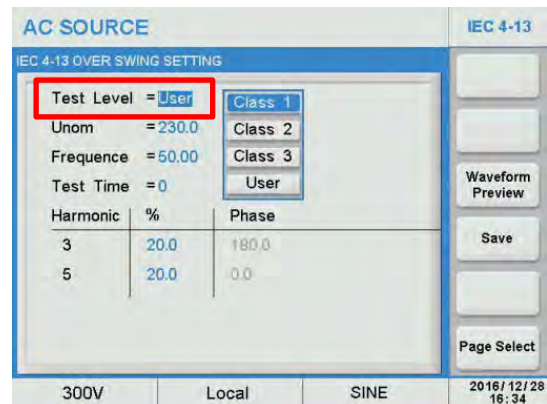 AC SOURCE
IEC 4-13
IEC 4-13 OVER SWING SETTING
Test Level =User
Class 1
Unom =230.0
Class 2
Frequence =50.00
Class 3
Test Time =0
User
Waveform
Preview
Harmonic % Phase
3 20.0 180.0
Save
5 20.0 0.0
Page Select
300V Local SINE
2016/12/28
16:34